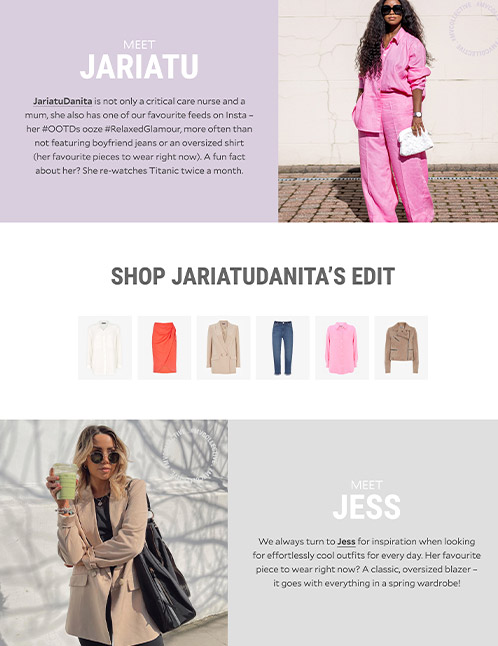 MEET
JARIATU
JariatuDanita is not only a critical care nurse and a
mum, she also has one of our favourite feeds on Insta –
her #OOTDs ooze #RelaxedGlamour, more often than
not featuring boyfriend jeans or an oversized shirt
(her favourite pieces to wear right now). A fun fact
about her? She re-watches Titanic twice a month.
SHOP JARIATUDANITA'S EDIT
MEET
JESS
We always turn to Jess for inspiration when looking
for effortlessly cool outfits for every day. Her favourite
piece to wear right now? A classic, oversized blazer –
it goes with everything in a spring wardrobe!